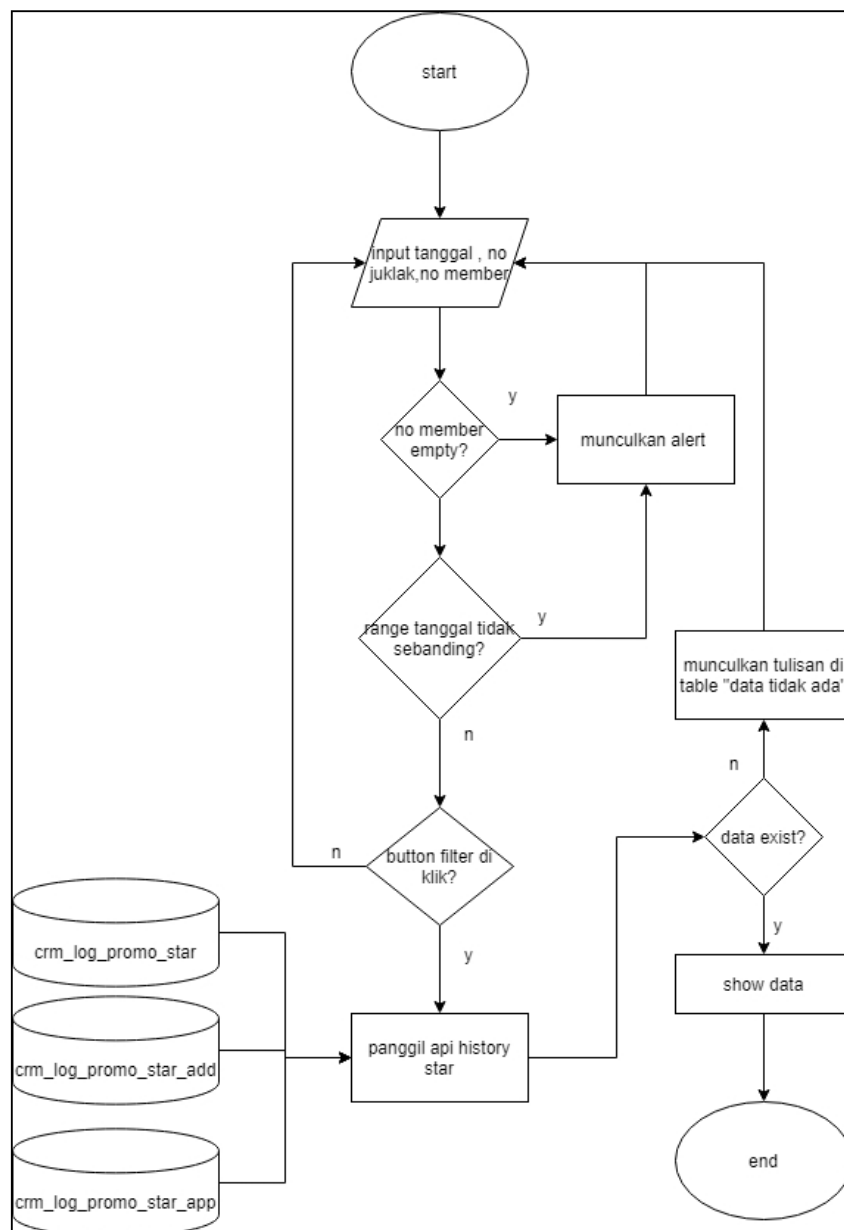 start
input tanggal , no
juklak,no member
y
no member
empty?
munculkan alert
range tanggal tidak
sebanding?
y
munculkan tulisan di
table "data tidak ada"
n
n
button filter di
klik?
n
data exist?
y
y
crm_log_promo_star
show data
panggil api history
star
crm_log_promo_star_add
end
crm_log_promo_star_app